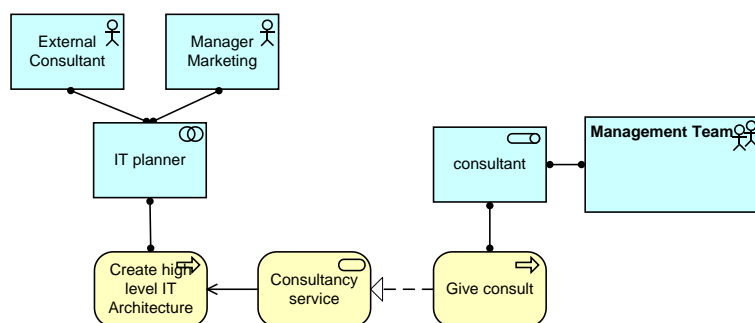 External
Consultant
Manager
Marketing
IT planner
consultant
Management Team
Create high
level IT
Architecture
Consultancy
service
Give consult